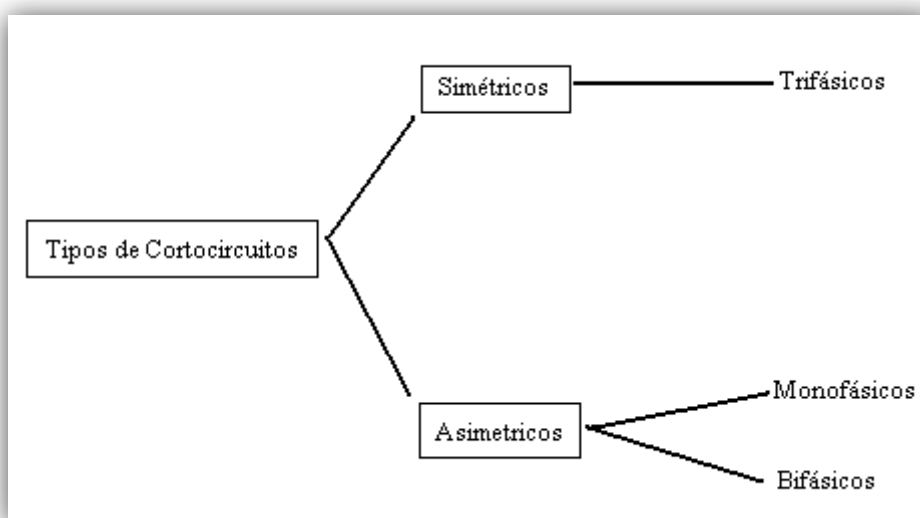 Simétricos
Trifásicos
Tipos de Cortocircuitos
Monofásicos
Asimetricos
Bifásicos